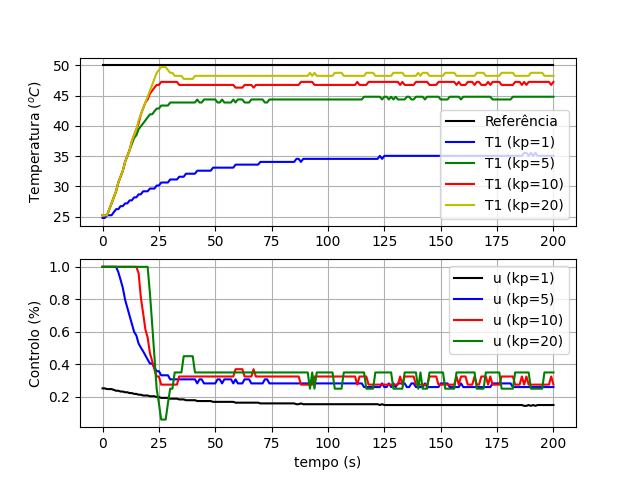 50
45
40
35
30
25
Temperatura (°C)
Referência
T1 (kp=1)
T1 (kp=5)
T1 (kp=10)
T1 (kp=20)
0 25 50 75 100 125 150 175 200
1.0
0.8
0.6
0.4
0.2
Controlo (%)
u (kp=1)
u (kp=5)
u (kp=10)
u (kp=20)
0 25 50 75 100 125 150 175 200
tempo (s)